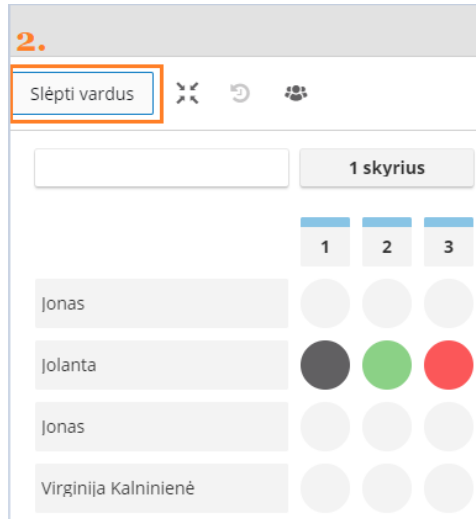 2.
Slėpti vardus
1 skyrius
1 2 3
Jonas
Jolanta
Jonas
Virginija Kalninienė